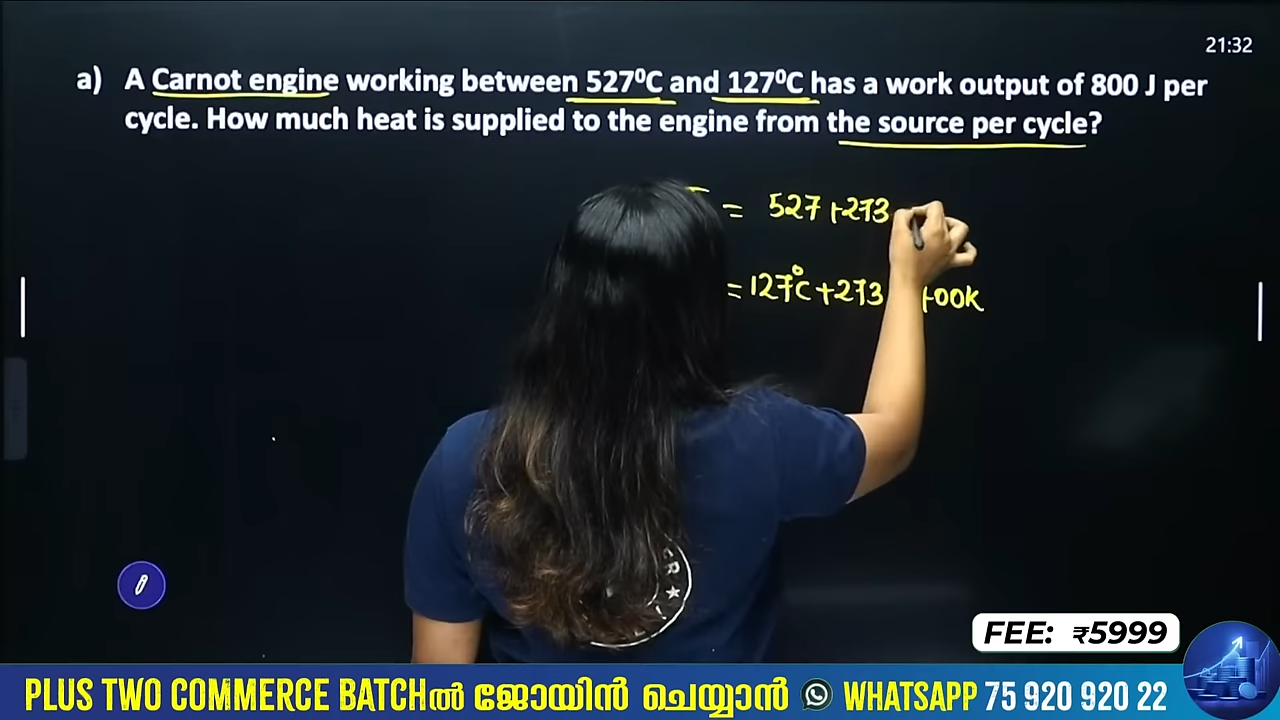 21:32
a) A Carnot engine working between 527⁰C and 127⁰C has a work output of 800 J per
cycle. How much heat is supplied to the engine from the source per cycle?
= 527+273
= 127°C+273 400K
FEE: ₹5999
PLUS TWO COMMERCE BATCHൽ ജോയിൻ ചെയ്യാൻ WHATSAPP 75 920 920 22